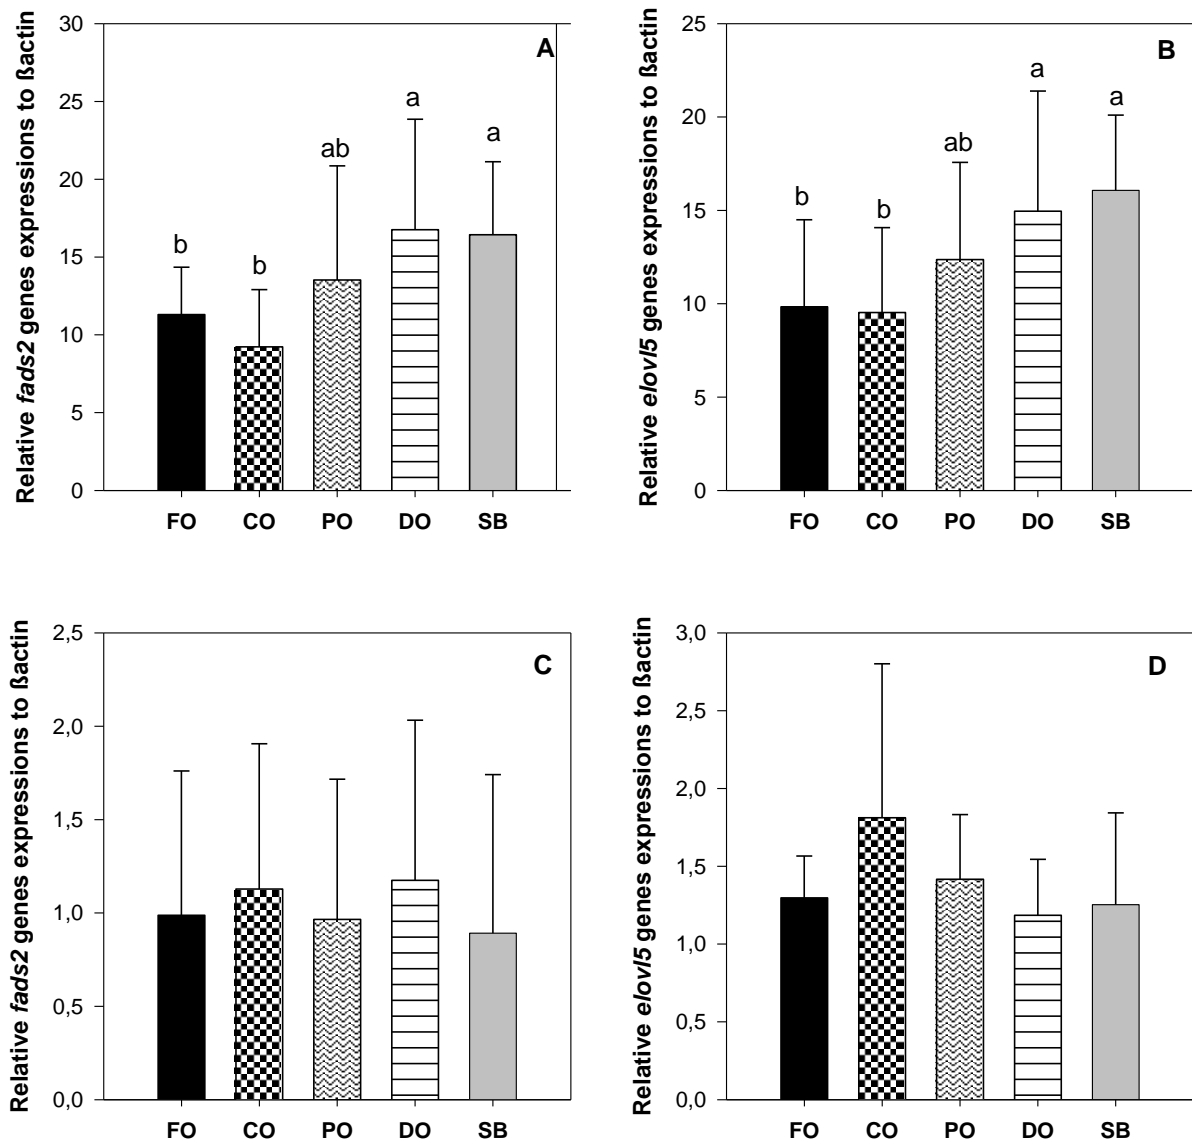 Relative fads2 genes expressions to ßactin
30
25
20
15
10
5
0
A
b
b
ab
a
a
FO CO PO DO SB
Relative elovl5 genes expressions to ßactin
25
20
15
10
5
0
B
b
b
ab
a
a
FO CO PO DO SB
Relative fads2 genes expressions to ßactin
2,5
2,0
1,5
1,0
0,5
0,0
C
FO CO PO DO SB
Relative elovl5 genes expressions to ßactin
3,0
2,5
2,0
1,5
1,0
0,5
0,0
D
FO CO PO DO SB